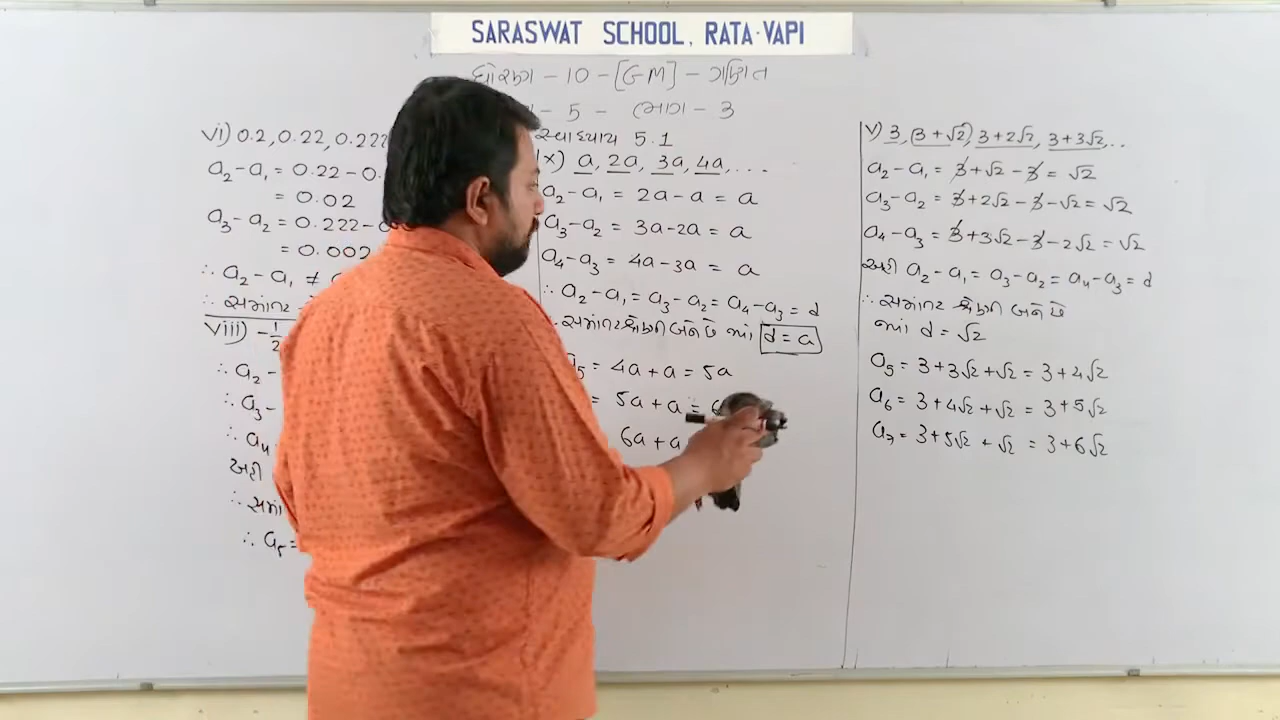 SARASWAT SCHOOL, RATA-VAPI
ધોરણ - 10 - [GM] - ગણિત
- 5 - ભાગ - 3
vi) 0.2, 0.22, 0.222
a₂ - a₁ = 0.22 - 0.
= 0.02
a₃ - a₂ = 0.222 - 0
= 0.002
∴ a₂ - a₁ ≠
∴ સમાંતર
viii) -1/2
∴ a₂ -
∴ a₃ -
∴ a₄
અહી
∴ સમાં
∴ a₅ =
સ્વાધ્યાય 5.1
ix) a, 2a, 3a, 4a, ...
a₂ - a₁ = 2a - a = a
a₃ - a₂ = 3a - 2a = a
a₄ - a₃ = 4a - 3a = a
∴ a₂ - a₁ = a₃ - a₂ = a₄ - a₃ = d
∴ સમાંતર શ્રેણી બને છે જ્યાં d = a
a₅ = 4a + a = 5a
= 5a + a = 6
6a + a
v) 3, (3 + √2) 3 + 2√2, 3 + 3√2, ...
a₂ - a₁ = 3 + √2 - 3 = √2
a₃ - a₂ = 3 + 2√2 - 3 - √2 = √2
a₄ - a₃ = 3 + 3√2 - 3 - 2√2 = √2
અહી a₂ - a₁ = a₃ - a₂ = a₄ - a₃ = d
∴ સમાંતર શ્રેણી બને છે
જ્યાં d = √2
a₅ = 3 + 3√2 + √2 = 3 + 4√2
a₆ = 3 + 4√2 + √2 = 3 + 5√2
a₇ = 3 + 5√2 + √2 = 3 + 6√2